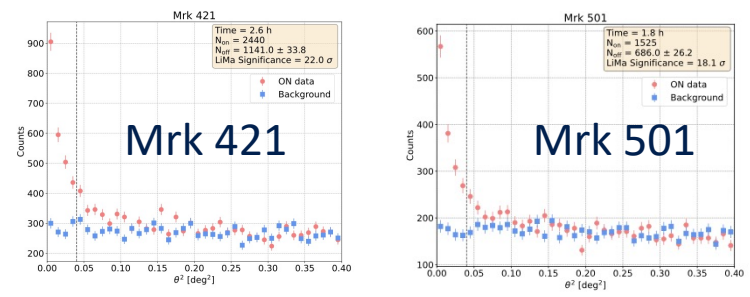 Mrk 421
Time = 2.6 h
N_on = 2440
N_off = 1141.0 ± 33.8
LiMa Significance = 22.0 σ
ON data
Background
Mrk 421
Counts
900
800
700
600
500
400
300
200
0.00 0.05 0.10 0.15 0.20 0.25 0.30 0.35 0.40
θ² [deg²]
Mrk 501
Time = 1.8 h
N_on = 1525
N_off = 686.0 ± 26.2
LiMa Significance = 18.1 σ
ON data
Background
Mrk 501
Counts
600
500
400
300
200
100
0.00 0.05 0.10 0.15 0.20 0.25 0.30 0.35 0.40
θ² [deg²]